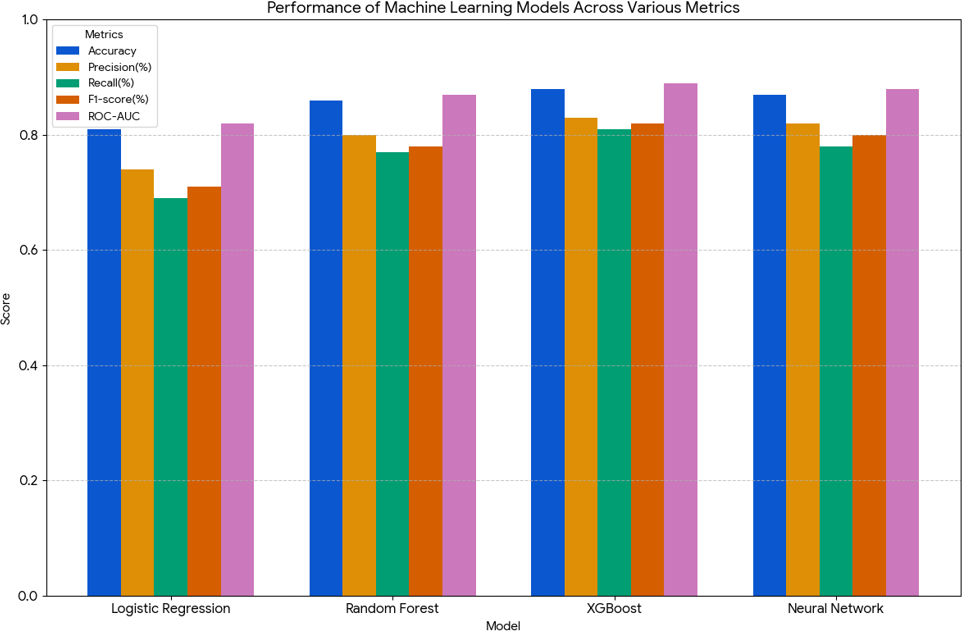 Performance of Machine Learning Models Across Various Metrics
Metrics
Accuracy
Precision(%)
Recall(%)
F1-score(%)
ROC-AUC
Score
1.0
0.8
0.6
0.4
0.2
0.0
Logistic Regression
Random Forest
XGBoost
Neural Network
Model